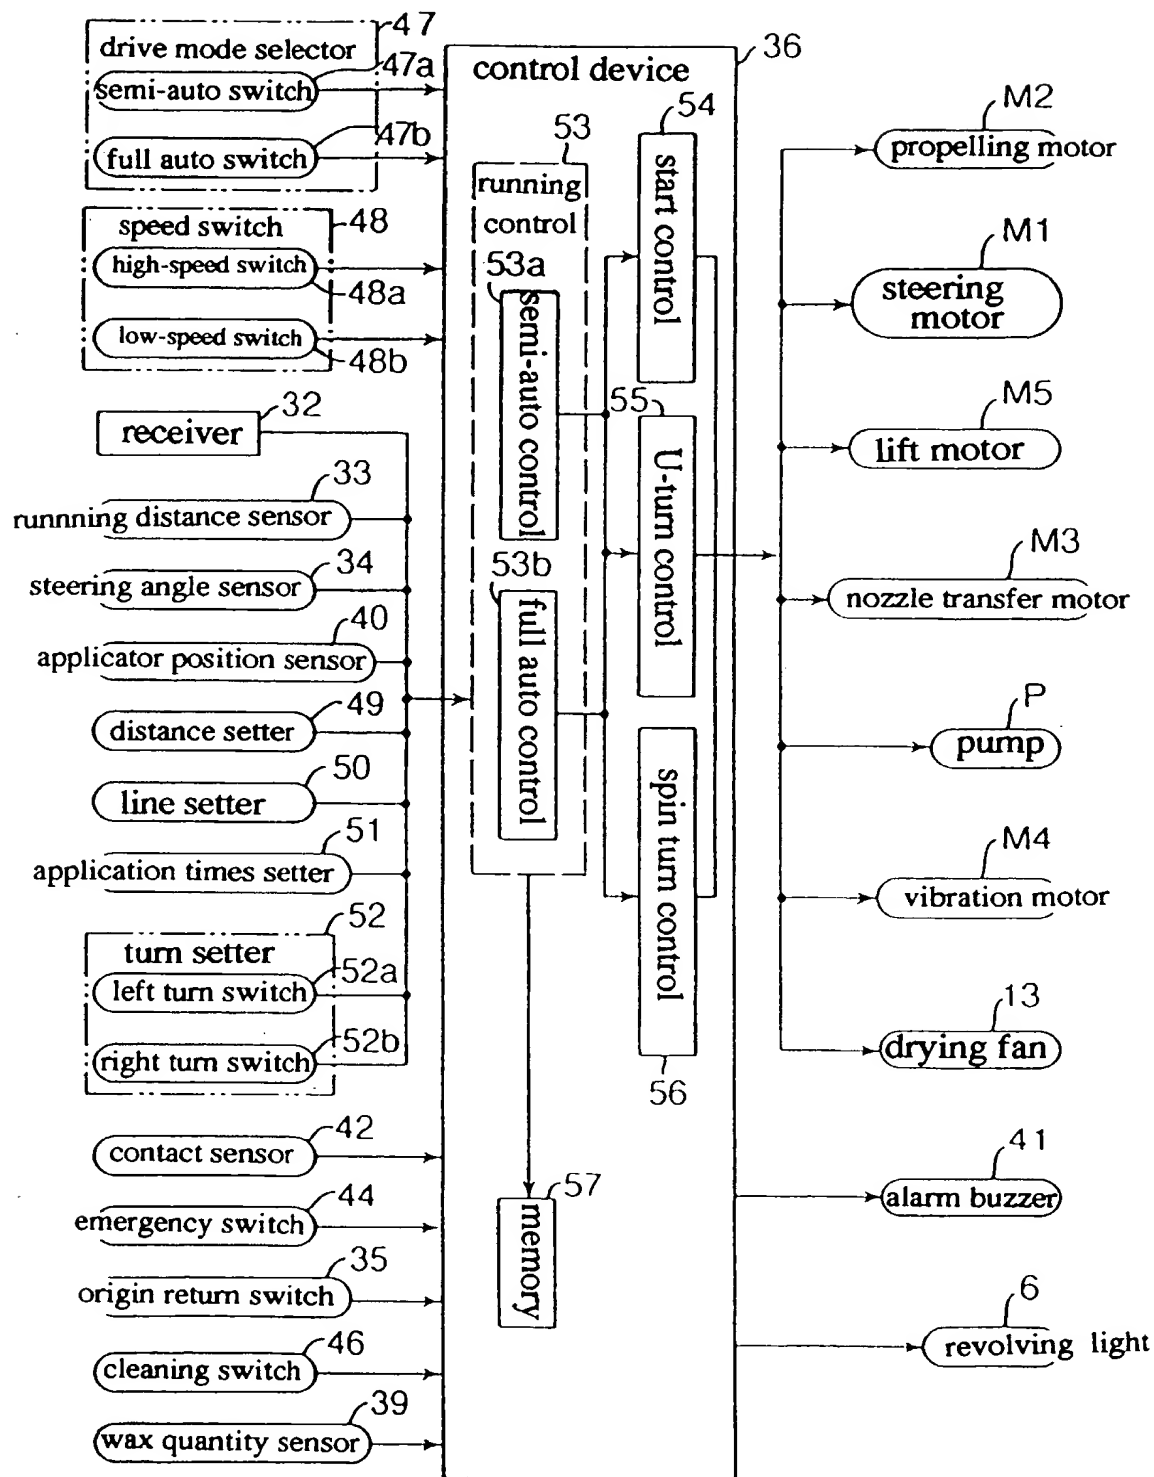 47
drive mode selector
47a
semi-auto switch
47b
full auto switch
speed switch
48
high-speed switch
48a
low-speed switch
48b
32
receiver
33
runnning distance sensor
34
steering angle sensor
40
applicator position sensor
49
distance setter
50
line setter
51
application times setter
52
turn setter
52a
left turn switch
52b
right turn switch
42
contact sensor
44
emergency switch
35
origin return switch
46
cleaning switch
39
wax quantity sensor
36
control device
53
running
control
53a
semi-auto control
53b
full auto control
54
start control
55
U-turn control
spin turn control
56
57
memory
M2
propelling motor
M1
steering
motor
M5
lift motor
M3
nozzle transfer motor
P
pump
M4
vibration motor
13
drying fan
41
alarm buzzer
6
revolving light